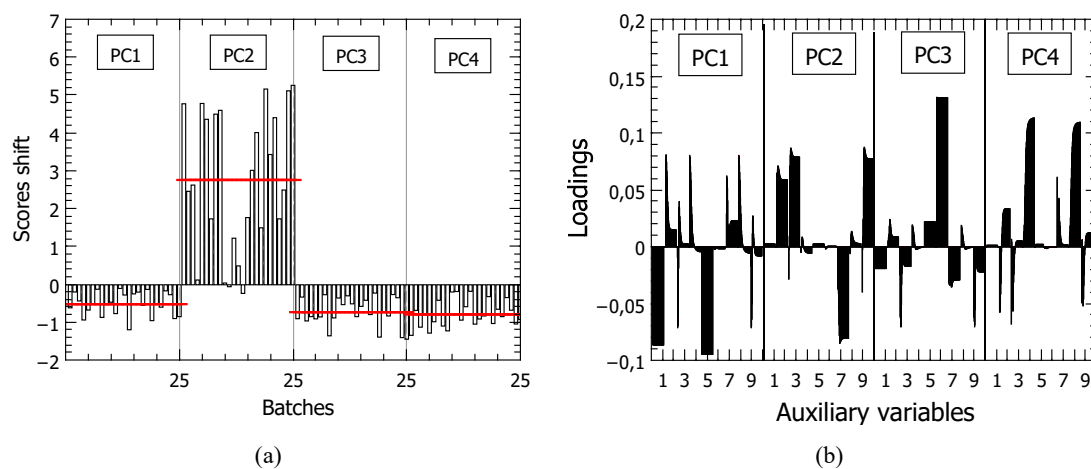 PC1 PC2 PC3 PC4
7
6
5
4
3
2
1
0
−1
−2
Scores shift
25 25 25 25
Batches
(a)
PC1 PC2 PC3 PC4
0,2
0,15
0,1
0,05
0
−0,05
−0,1
Loadings
1 3 5 7 9 1 3 5 7 9 1 3 5 7 9 1 3 5 7 9
Auxiliary variables
(b)